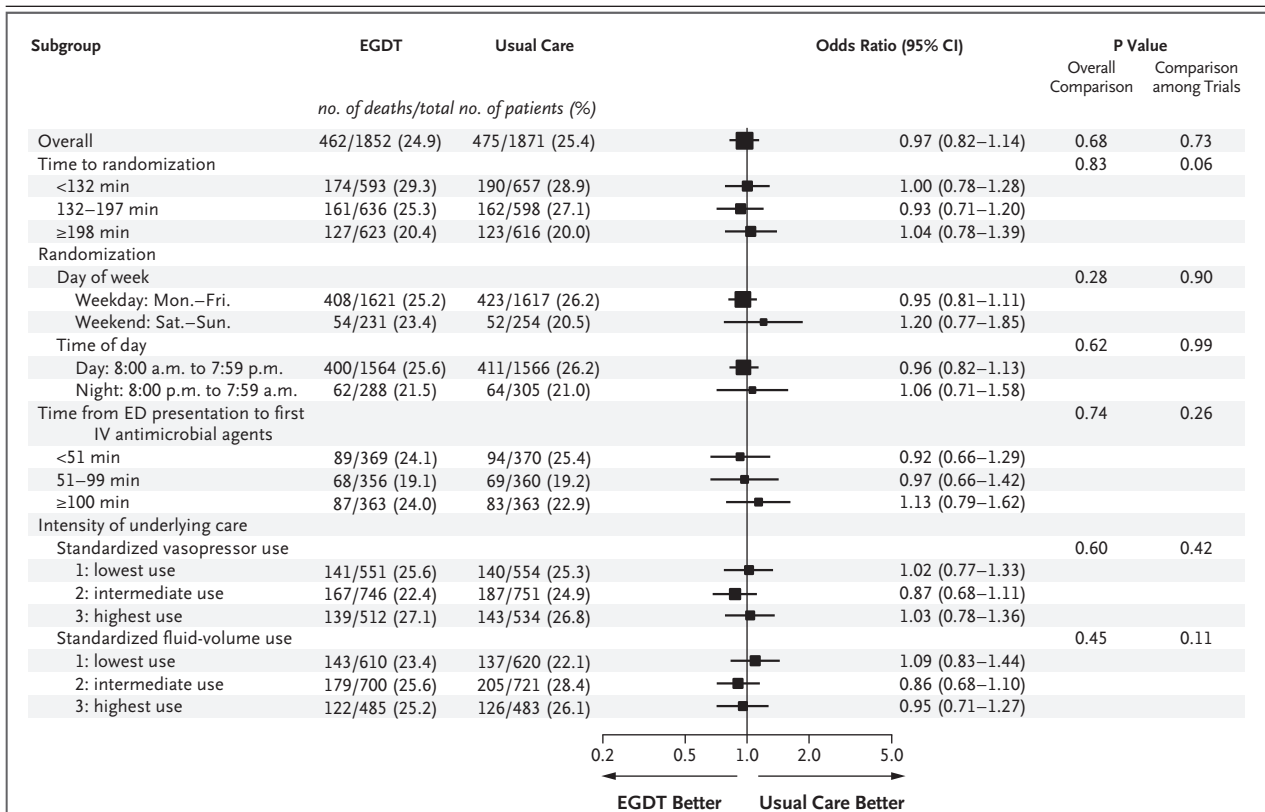 Subgroup EGDT Usual Care Odds Ratio (95% CI) P Value
Overall Comparison Comparison among Trials
no. of deaths/total no. of patients (%)
Overall 462/1852 (24.9) 475/1871 (25.4) 0.97 (0.82–1.14) 0.68 0.73
Time to randomization 0.83 0.06
<132 min 174/593 (29.3) 190/657 (28.9) 1.00 (0.78–1.28)
132–197 min 161/636 (25.3) 162/598 (27.1) 0.93 (0.71–1.20)
≥198 min 127/623 (20.4) 123/616 (20.0) 1.04 (0.78–1.39)
Randomization
Day of week 0.28 0.90
Weekday: Mon.–Fri. 408/1621 (25.2) 423/1617 (26.2) 0.95 (0.81–1.11)
Weekend: Sat.–Sun. 54/231 (23.4) 52/254 (20.5) 1.20 (0.77–1.85)
Time of day 0.62 0.99
Day: 8:00 a.m. to 7:59 p.m. 400/1564 (25.6) 411/1566 (26.2) 0.96 (0.82–1.13)
Night: 8:00 p.m. to 7:59 a.m. 62/288 (21.5) 64/305 (21.0) 1.06 (0.71–1.58)
Time from ED presentation to first 0.74 0.26
IV antimicrobial agents
<51 min 89/369 (24.1) 94/370 (25.4) 0.92 (0.66–1.29)
51–99 min 68/356 (19.1) 69/360 (19.2) 0.97 (0.66–1.42)
≥100 min 87/363 (24.0) 83/363 (22.9) 1.13 (0.79–1.62)
Intensity of underlying care
Standardized vasopressor use 0.60 0.42
1: lowest use 141/551 (25.6) 140/554 (25.3) 1.02 (0.77–1.33)
2: intermediate use 167/746 (22.4) 187/751 (24.9) 0.87 (0.68–1.11)
3: highest use 139/512 (27.1) 143/534 (26.8) 1.03 (0.78–1.36)
Standardized fluid-volume use 0.45 0.11
1: lowest use 143/610 (23.4) 137/620 (22.1) 1.09 (0.83–1.44)
2: intermediate use 179/700 (25.6) 205/721 (28.4) 0.86 (0.68–1.10)
3: highest use 122/485 (25.2) 126/483 (26.1) 0.95 (0.71–1.27)
0.2 0.5 1.0 2.0 5.0
EGDT Better Usual Care Better